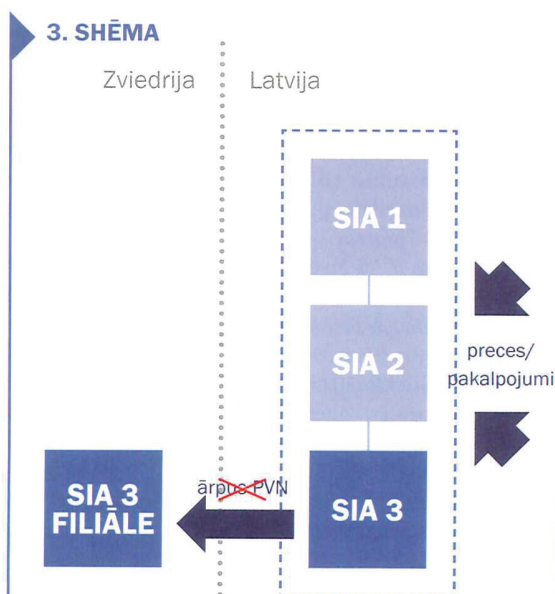 3. SHĒMA
Zviedrija
Latvija
SIA 1
SIA 2
preces/
pakalpojumi
ārpus PVN
SIA 3
FILIĀLE
SIA 3